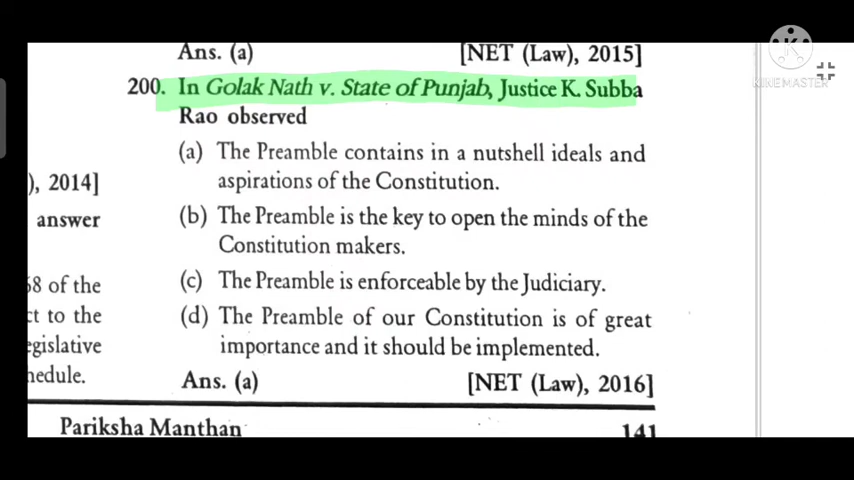 Ans. (a) [NET (Law), 2015]
KINEMASTER
200. In Golak Nath v. State of Punjab, Justice K. Subba
Rao observed
(a) The Preamble contains in a nutshell ideals and
aspirations of the Constitution.
), 2014]
answer
(b) The Preamble is the key to open the minds of the
Constitution makers.
(c) The Preamble is enforceable by the Judiciary.
68 of the
ct to the
egislative
hedule.
(d) The Preamble of our Constitution is of great
importance and it should be implemented.
Ans. (a) [NET (Law), 2016]
Pariksha Manthan 141